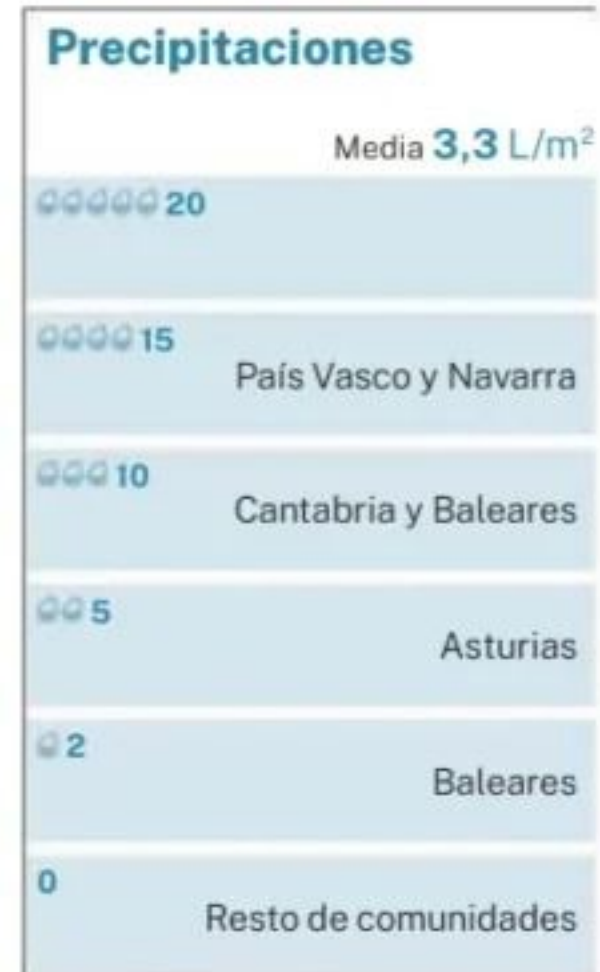 Precipitaciones
Media 3,3 L/m²
20
15
País Vasco y Navarra
10
Cantabria y Baleares
5
Asturias
2
Baleares
0
Resto de comunidades